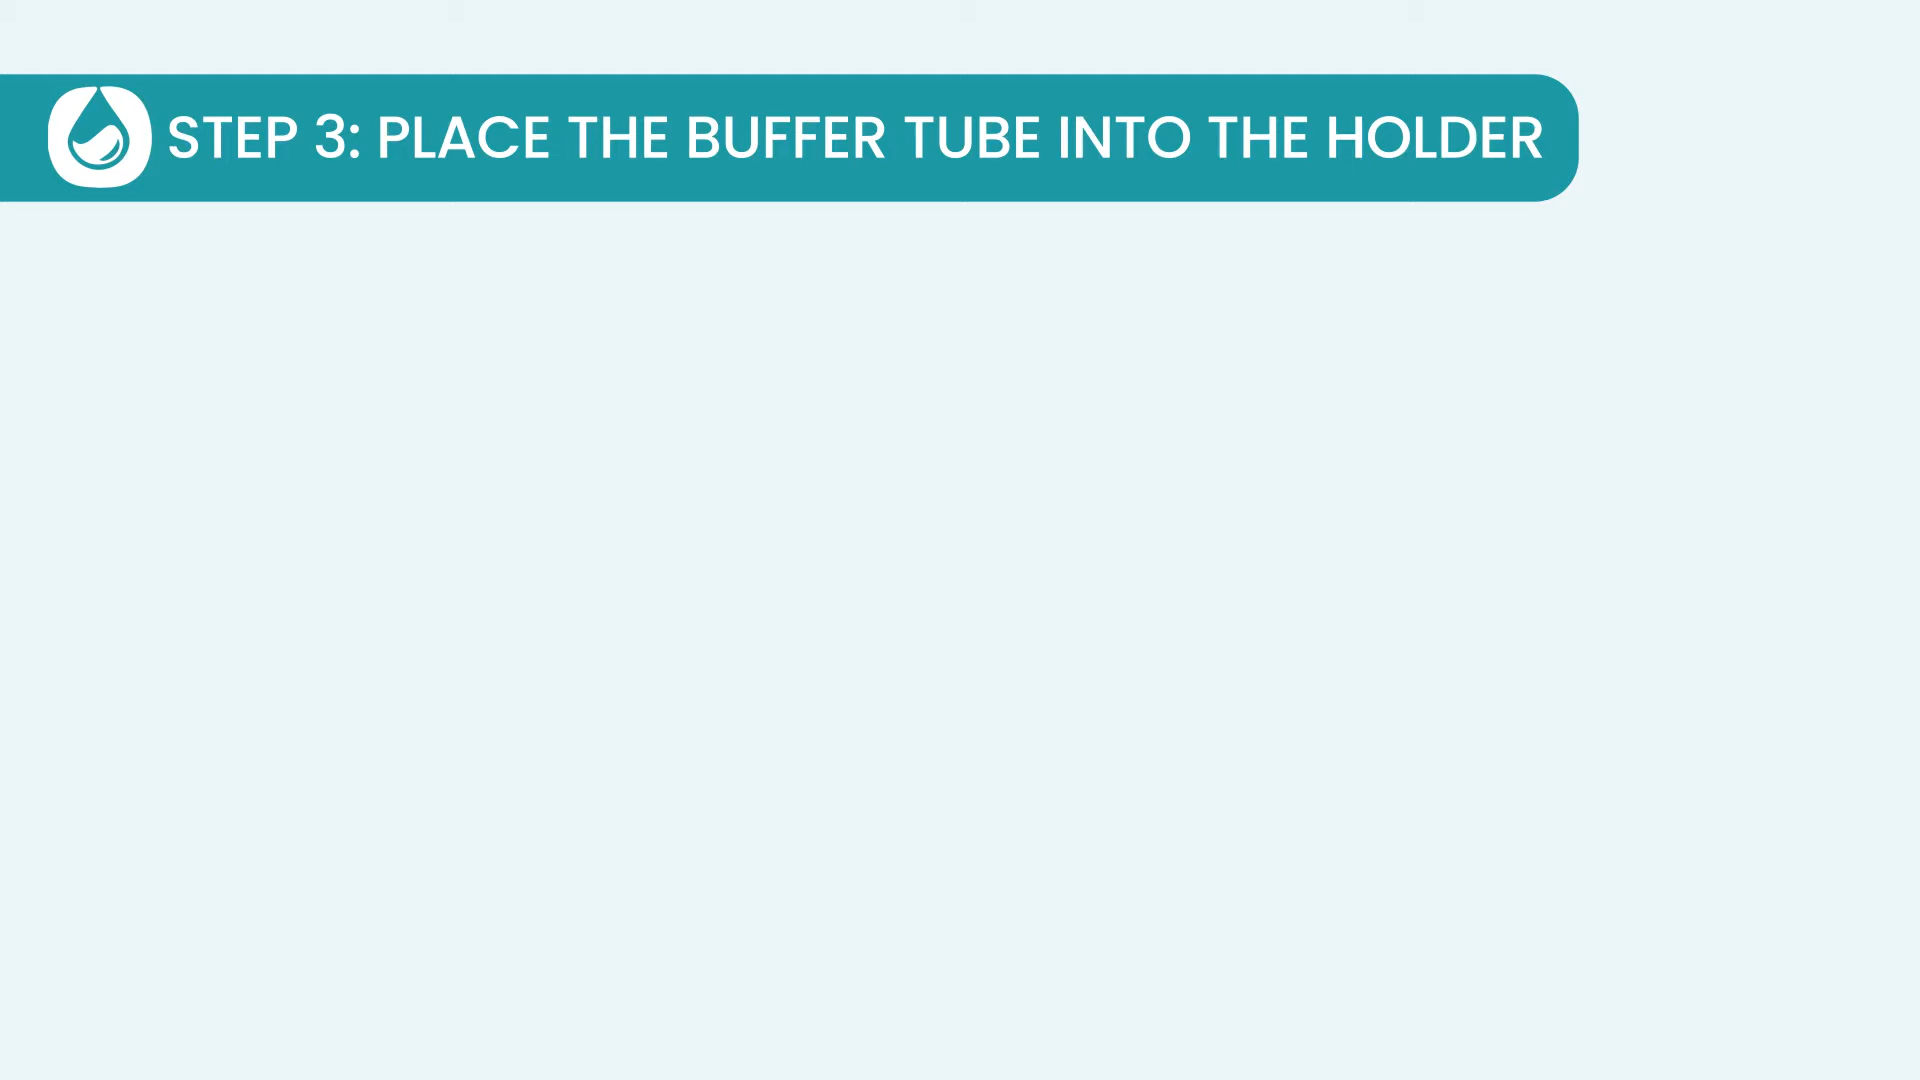 STEP 3: PLACE THE BUFFER TUBE INTO THE HOLDER